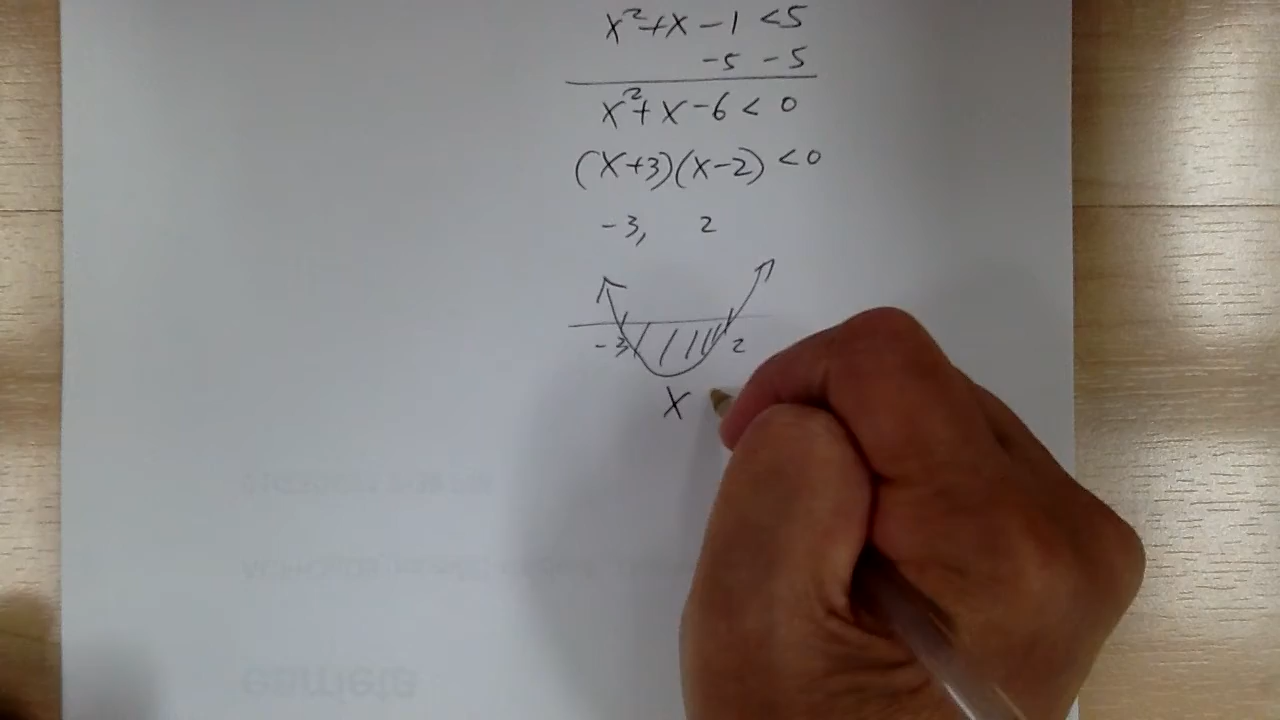 x²+x-1<5
-5 -5
x²+x-6<0
(x+3)(x-2)<0
-3, 2
-3 2
x